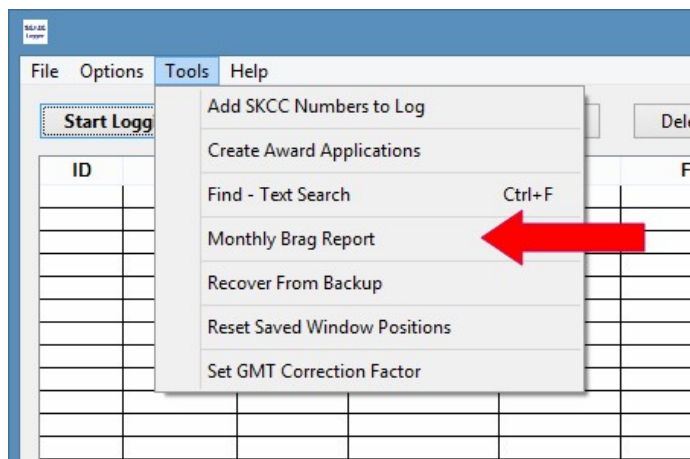 File Options Tools Help
Start Loggi
Dele
ID
F
Add SKCC Numbers to Log
Create Award Applications
Find - Text Search Ctrl+F
Monthly Brag Report
Recover From Backup
Reset Saved Window Positions
Set GMT Correction Factor